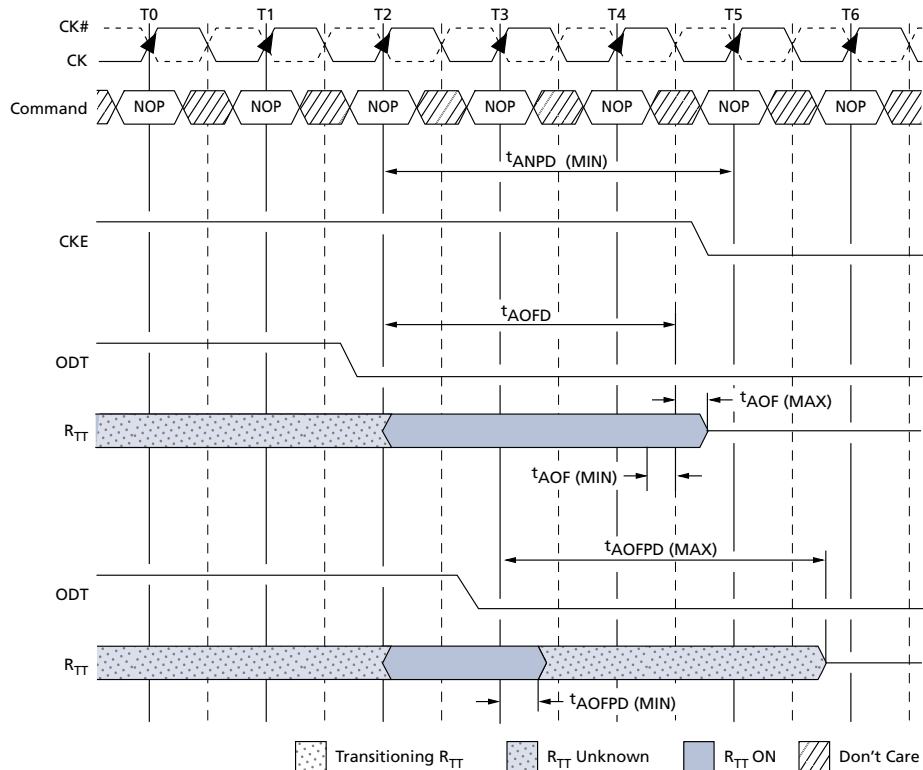 T0 T1 T2 T3 T4 T5 T6
CK#
CK
Command NOP NOP NOP NOP NOP NOP NOP
tANPD (MIN)
CKE
tAOFD
ODT
tAOF (MAX)
RTT
tAOF (MIN)
tAOFPD (MAX)
ODT
RTT
tAOFPD (MIN)
Transitioning RTT RTT Unknown RTT ON Don't Care